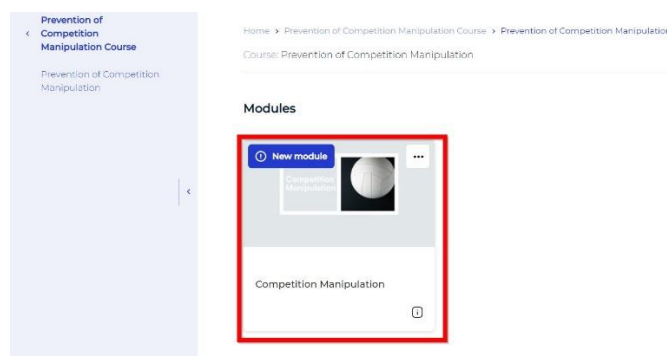 Prevention of
Competition
Manipulation Course
Prevention of Competition
Manipulation
Home > Prevention of Competition Manipulation Course > Prevention of Competition Manipulation
Course: Prevention of Competition Manipulation
Modules
New module
Competition
Manipulation
Competition Manipulation